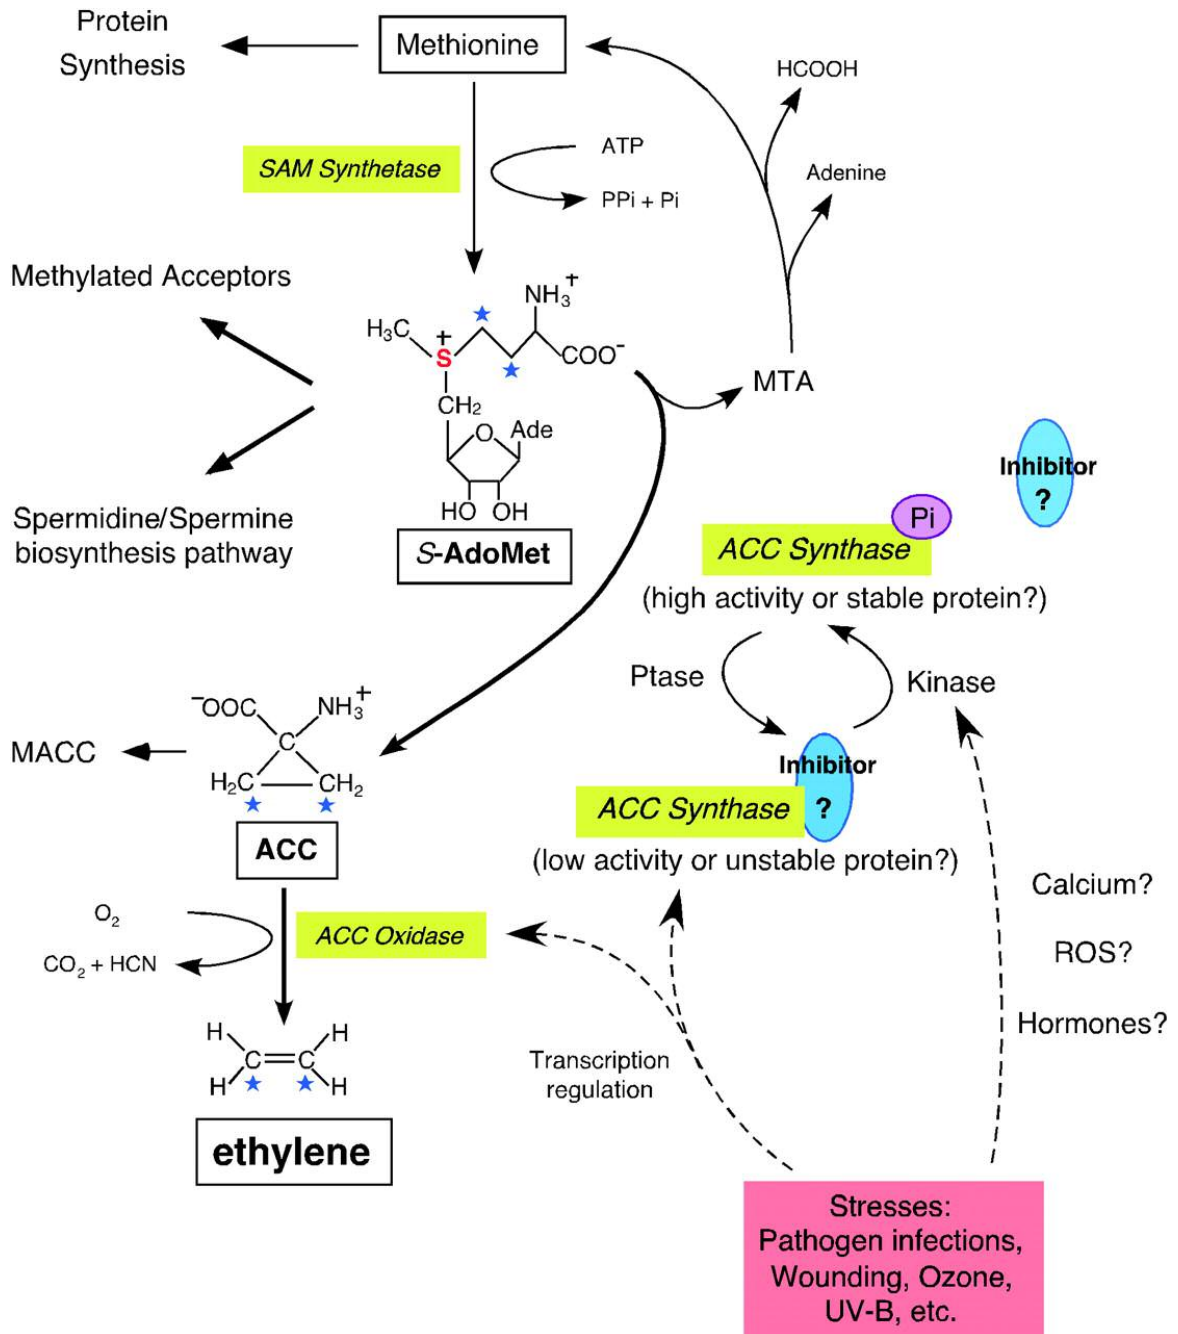 Protein
Synthesis
Methionine
HCOOH
SAM Synthetase
ATP
PPi + Pi
Adenine
Methylated Acceptors
NH₃⁺
H₃C
S⁺
COO⁻
MTA
CH₂
O
Ade
HO OH
S-AdoMet
Spermidine/Spermine
biosynthesis pathway
Inhibitor
?
Pi
ACC Synthase
(high activity or stable protein?)
Ptase
Kinase
⁻OOC
NH₃⁺
C
MACC
H₂C
CH₂
ACC
Inhibitor
?
ACC Synthase
(low activity or unstable protein?)
Calcium?
ROS?
Hormones?
O₂
CO₂ + HCN
ACC Oxidase
H H
C C
H H
ethylene
Transcription
regulation
Stresses:
Pathogen infections,
Wounding, Ozone,
UV-B, etc.